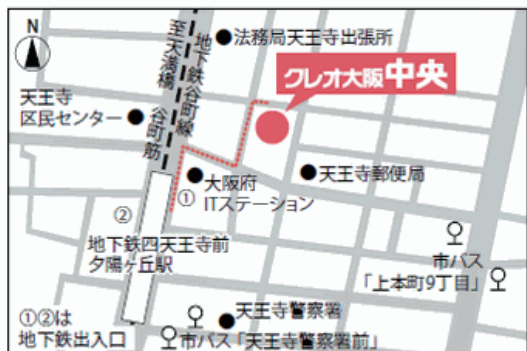 N
至天満橋
地下鉄谷町線
谷町筋
●法務局天王寺出張所
クレオ大阪中央
天王寺
区民センター●
●
大阪府
ITステーション
●天王寺郵便局
①
②
地下鉄四天王寺前
夕陽ヶ丘駅
市バス
「上本町9丁目」
天王寺警察署
●
市バス「天王寺警察署前」
①②は
地下鉄出入口